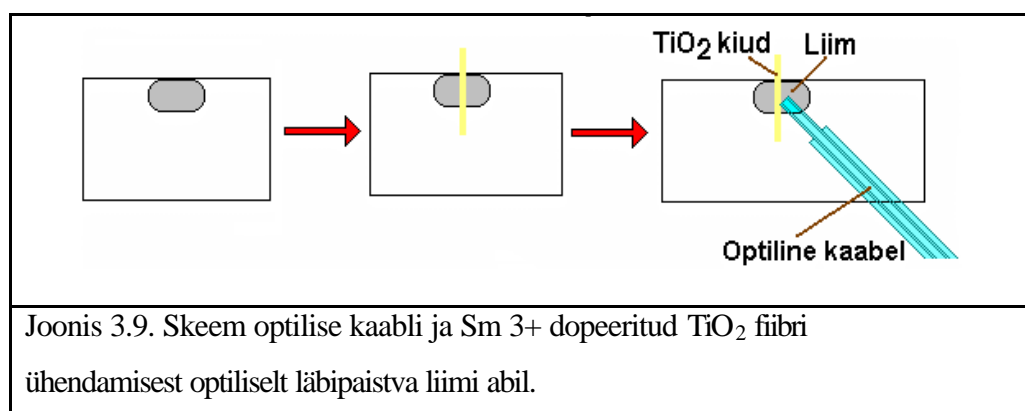 TiO2 kiud Liim
Optiline kaabel
Joonis 3.9. Skeem optilise kaabli ja Sm 3+ dopeeritud TiO2 fiibri
ühendamisest optiliselt läbipaistva liimi abil.